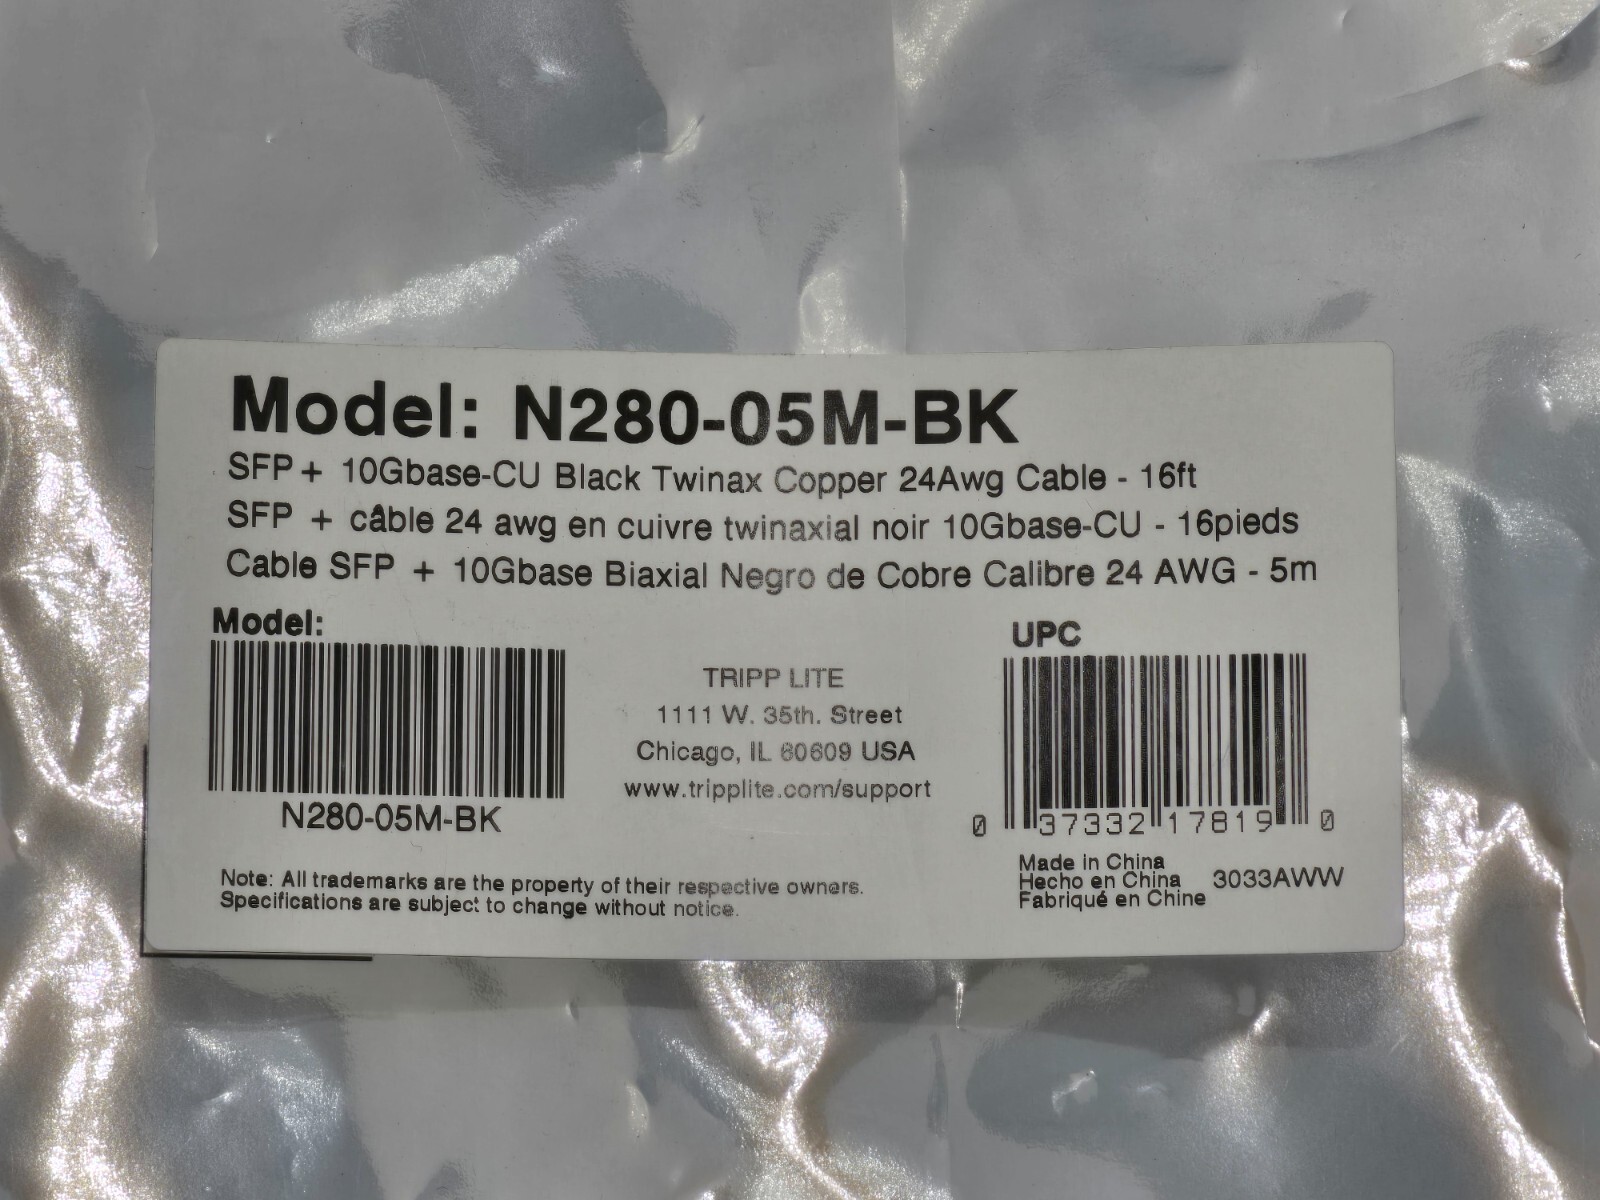 Model: N280-05M-BK
SFP+ 10Gbase-CU Black Twinax Copper 24Awg Cable - 16ft
SFP + câble 24 awg en cuivre twinaxial noir 10Gbase-CU - 16pieds
Cable SFP + 10Gbase Biaxial Negro de Cobre Calibre 24 AWG - 5m
Model:
N280-05M-BK
TRIPP LITE
1111 W. 35th. Street
Chicago, IL 60609 USA
www.tripplite.com/support
UPC
0 37332 17819 0
Made in China
Hecho en China
Fabriqué en Chine
3033AWW
Note: All trademarks are the property of their respective owners.
Specifications are subject to change without notice.